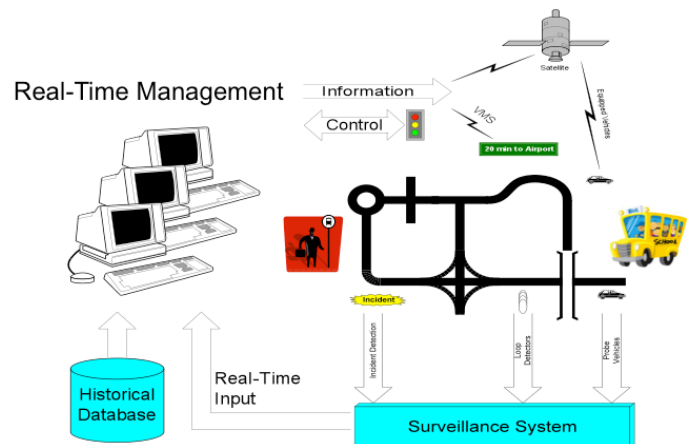 Satellite
Real-Time Management
Information
Control
VMS
Equipped Vehicles
20 min to Airport
SCHOOL
Incident
Incident Detection
Loop
Detectors
Probe
Vehicles
Historical
Database
Real-Time
Input
Surveillance System